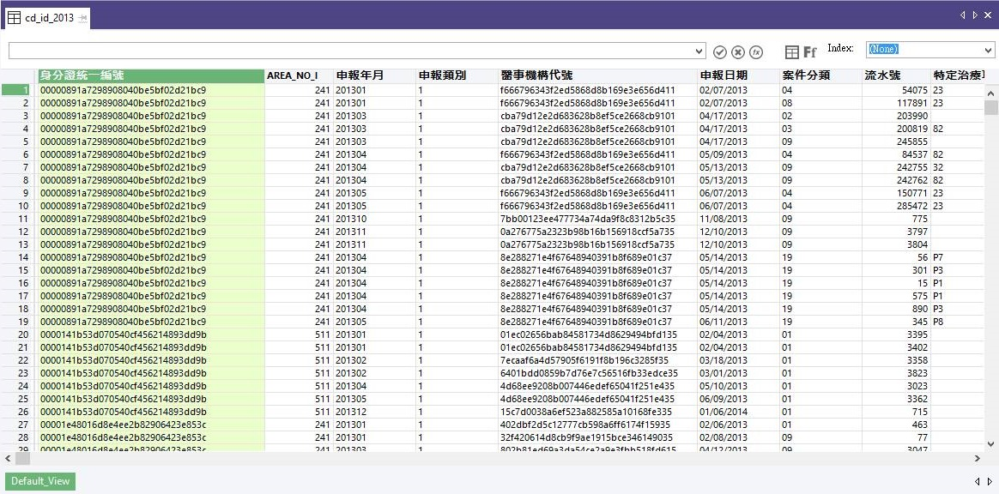 cd_id_2013
Index: (None)
身分證統一編號 AREA_NO_I 申報年月 申報類別 醫事機構代號 申報日期 案件分類 流水號 特定治療
1 00000891a7298908040be5bf02d21bc9 241 201301 1 f666796343f2ed5868d8b169e3e656d411 02/07/2013 04 54075 23
2 00000891a7298908040be5bf02d21bc9 241 201301 1 f666796343f2ed5868d8b169e3e656d411 02/07/2013 08 117891 23
3 00000891a7298908040be5bf02d21bc9 241 201303 1 cba79d12e2d683628b8ef5ce2668cb9101 04/17/2013 02 203990
4 00000891a7298908040be5bf02d21bc9 241 201303 1 cba79d12e2d683628b8ef5ce2668cb9101 04/17/2013 03 200819 82
5 00000891a7298908040be5bf02d21bc9 241 201303 1 cba79d12e2d683628b8ef5ce2668cb9101 04/17/2013 09 245855
6 00000891a7298908040be5bf02d21bc9 241 201304 1 f666796343f2ed5868d8b169e3e656d411 05/09/2013 04 84537 82
7 00000891a7298908040be5bf02d21bc9 241 201304 1 cba79d12e2d683628b8ef5ce2668cb9101 05/13/2013 09 242755 32
8 00000891a7298908040be5bf02d21bc9 241 201304 1 cba79d12e2d683628b8ef5ce2668cb9101 05/13/2013 09 242762 82
9 00000891a7298908040be5bf02d21bc9 241 201305 1 f666796343f2ed5868d8b169e3e656d411 06/07/2013 04 150771 23
10 00000891a7298908040be5bf02d21bc9 241 201305 1 f666796343f2ed5868d8b169e3e656d411 06/07/2013 04 285472 23
11 00000891a7298908040be5bf02d21bc9 241 201310 1 7bb00123ee477734a74da9f8c8312b5c35 11/08/2013 09 775
12 00000891a7298908040be5bf02d21bc9 241 201311 1 0a276775a2323b98b16b156918ccf5a735 12/10/2013 09 3797
13 00000891a7298908040be5bf02d21bc9 241 201311 1 0a276775a2323b98b16b156918ccf5a735 12/10/2013 09 3804
14 00000891a7298908040be5bf02d21bc9 241 201304 1 8e288271e4f67648940391b8f689e01c37 05/14/2013 19 56 P7
15 00000891a7298908040be5bf02d21bc9 241 201304 1 8e288271e4f67648940391b8f689e01c37 05/14/2013 19 301 P3
16 00000891a7298908040be5bf02d21bc9 241 201304 1 8e288271e4f67648940391b8f689e01c37 05/14/2013 19 15 P1
17 00000891a7298908040be5bf02d21bc9 241 201304 1 8e288271e4f67648940391b8f689e01c37 05/14/2013 19 575 P1
18 00000891a7298908040be5bf02d21bc9 241 201304 1 8e288271e4f67648940391b8f689e01c37 05/14/2013 19 890 P3
19 00000891a7298908040be5bf02d21bc9 241 201305 1 8e288271e4f67648940391b8f689e01c37 06/11/2013 19 345 P8
20 0000141b53d070540cf456214893dd9b 511 201301 1 01ec02656bab84581734d8629494bfd135 02/04/2013 01 3395
21 0000141b53d070540cf456214893dd9b 511 201301 1 01ec02656bab84581734d8629494bfd135 02/04/2013 01 3402
22 0000141b53d070540cf456214893dd9b 511 201302 1 7ecaaf6a4d57905f6191f8b196c3285f35 03/18/2013 01 3358
23 0000141b53d070540cf456214893dd9b 511 201302 1 6401bdd0859b7d76e7c56516fb33edce35 03/01/2013 01 3823
24 0000141b53d070540cf456214893dd9b 511 201304 1 4d68ee9208b007446edef65041f251e435 05/10/2013 01 3023
25 0000141b53d070540cf456214893dd9b 511 201305 1 4d68ee9208b007446edef65041f251e435 06/09/2013 01 3362
26 0000141b53d070540cf456214893dd9b 511 201312 1 15c7d0038a6ef523a882585a10168fe335 01/06/2014 01 715
27 00001e48016d8e4ee2b82906423e853c 241 201301 1 402dbf2d5c12777cb598a6ff6174f15935 02/06/2013 01 463
28 00001e48016d8e4ee2b82906423e853c 241 201301 1 32f420614d8cb9f9ae1915bce346149035 02/08/2013 09 77
29 00001e48016d8e4ee2b82906423e853c 241 201303 1 04/12/2013 09 3047
Default_View